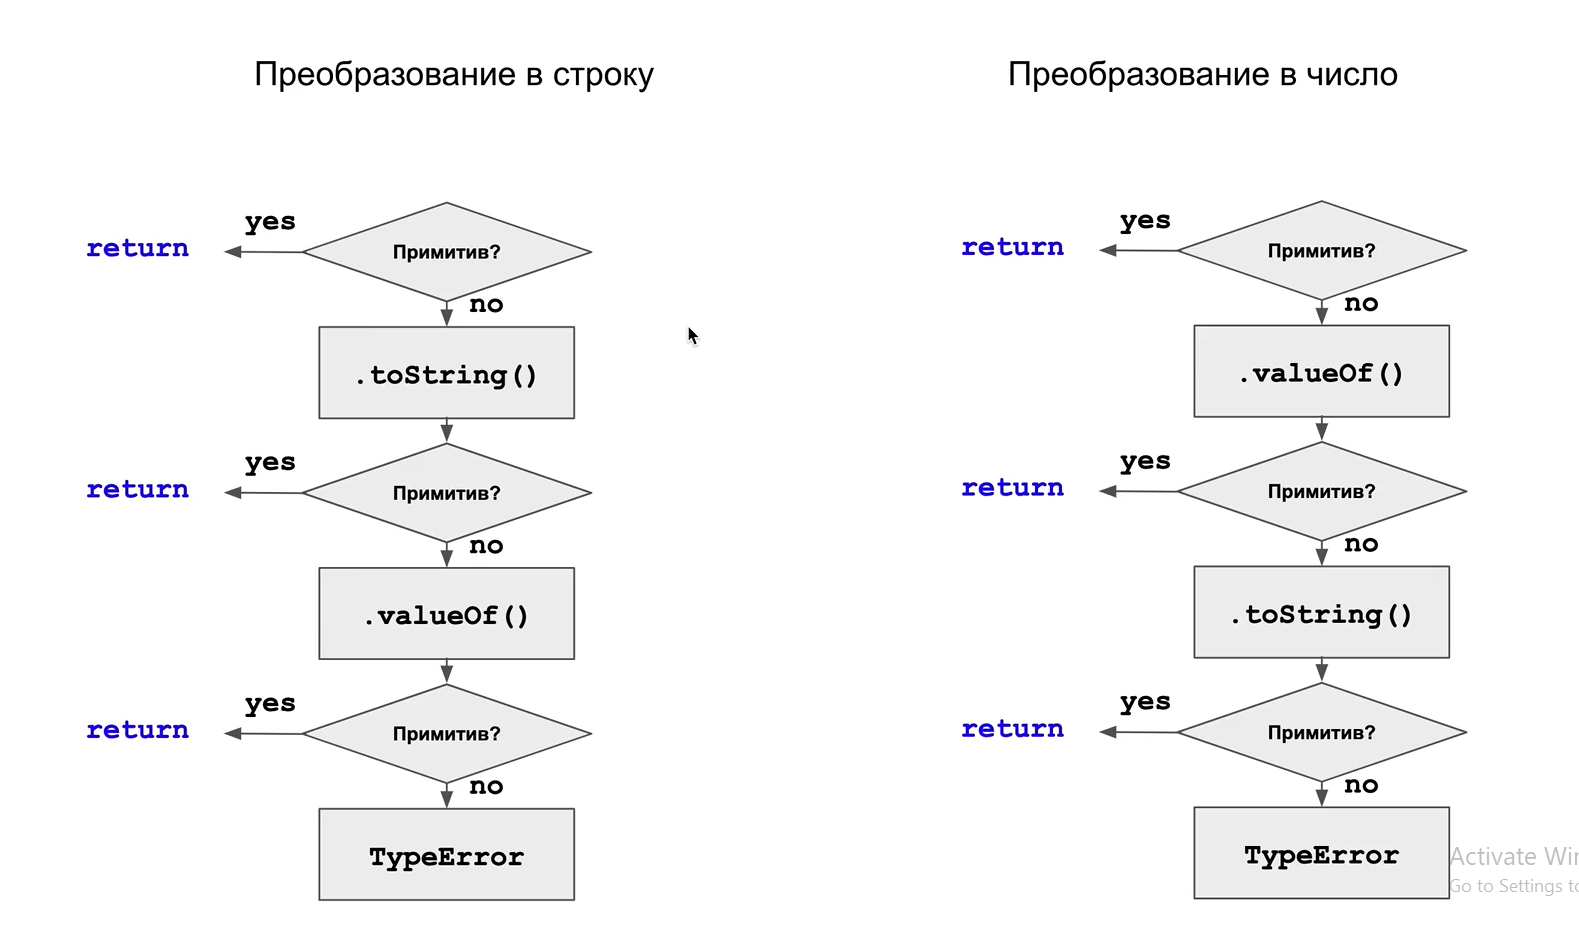 Преобразование в строку
yes
return
Примитив?
no
.toString()
yes
return
Примитив?
no
.valueOf()
yes
return
Примитив?
no
TypeError
Преобразование в число
yes
return
Примитив?
no
.valueOf()
yes
return
Примитив?
no
.toString()
yes
return
Примитив?
no
TypeError
Activate Wi
Go to Settings to